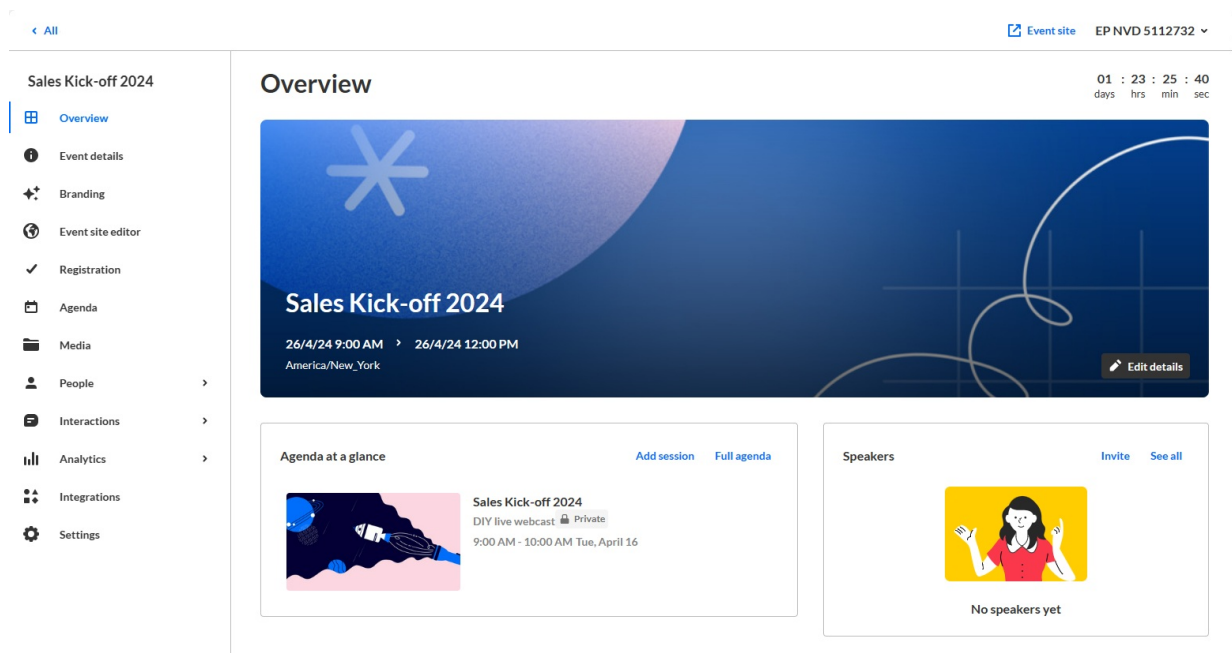 All
Event site
EP NVD 5112732
Sales Kick-off 2024
Overview
Event details
Branding
Event site editor
Registration
Agenda
Media
People
Interactions
Analytics
Integrations
Settings
Overview
01 : 23 : 25 : 40
days hrs min sec
Sales Kick-off 2024
26/4/24 9:00 AM > 26/4/24 12:00 PM
America/New_York
Edit details
Agenda at a glance
Add session
Full agenda
Sales Kick-off 2024
DIY live webcast Private
9:00 AM - 10:00 AM Tue, April 16
Speakers
Invite
See all
No speakers yet